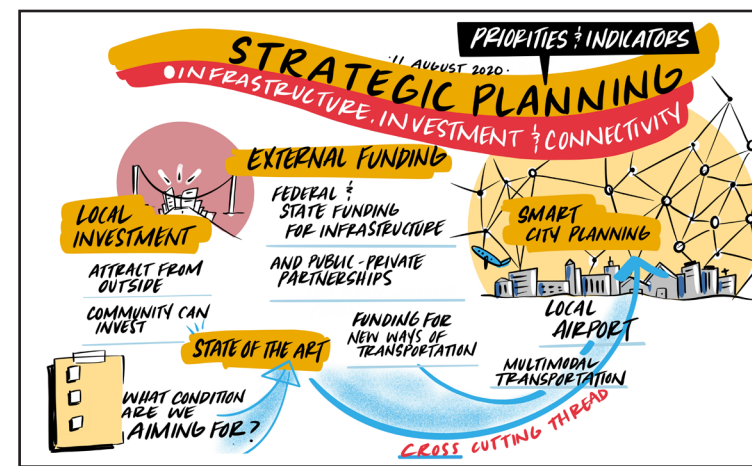 PRIORITIES & INDICATORS
·11 AUGUST 2020·
STRATEGIC PLANNING
INFRASTRUCTURE, INVESTMENT & CONNECTIVITY
LOCAL
INVESTMENT
ATTRACT FROM
OUTSIDE
COMMUNITY CAN
INVEST
EXTERNAL FUNDING
FEDERAL &
STATE FUNDING
FOR INFRASTRUCTURE
AND PUBLIC-PRIVATE
PARTNERSHIPS
FUNDING FOR
NEW WAYS OF
TRANSPORTATION
SMART
CITY PLANNING
LOCAL
AIRPORT
MULTIMODAL
TRANSPORTATION
STATE OF THE ART
WHAT CONDITION
ARE WE
AIMING FOR?
CROSS CUTTING THREAD